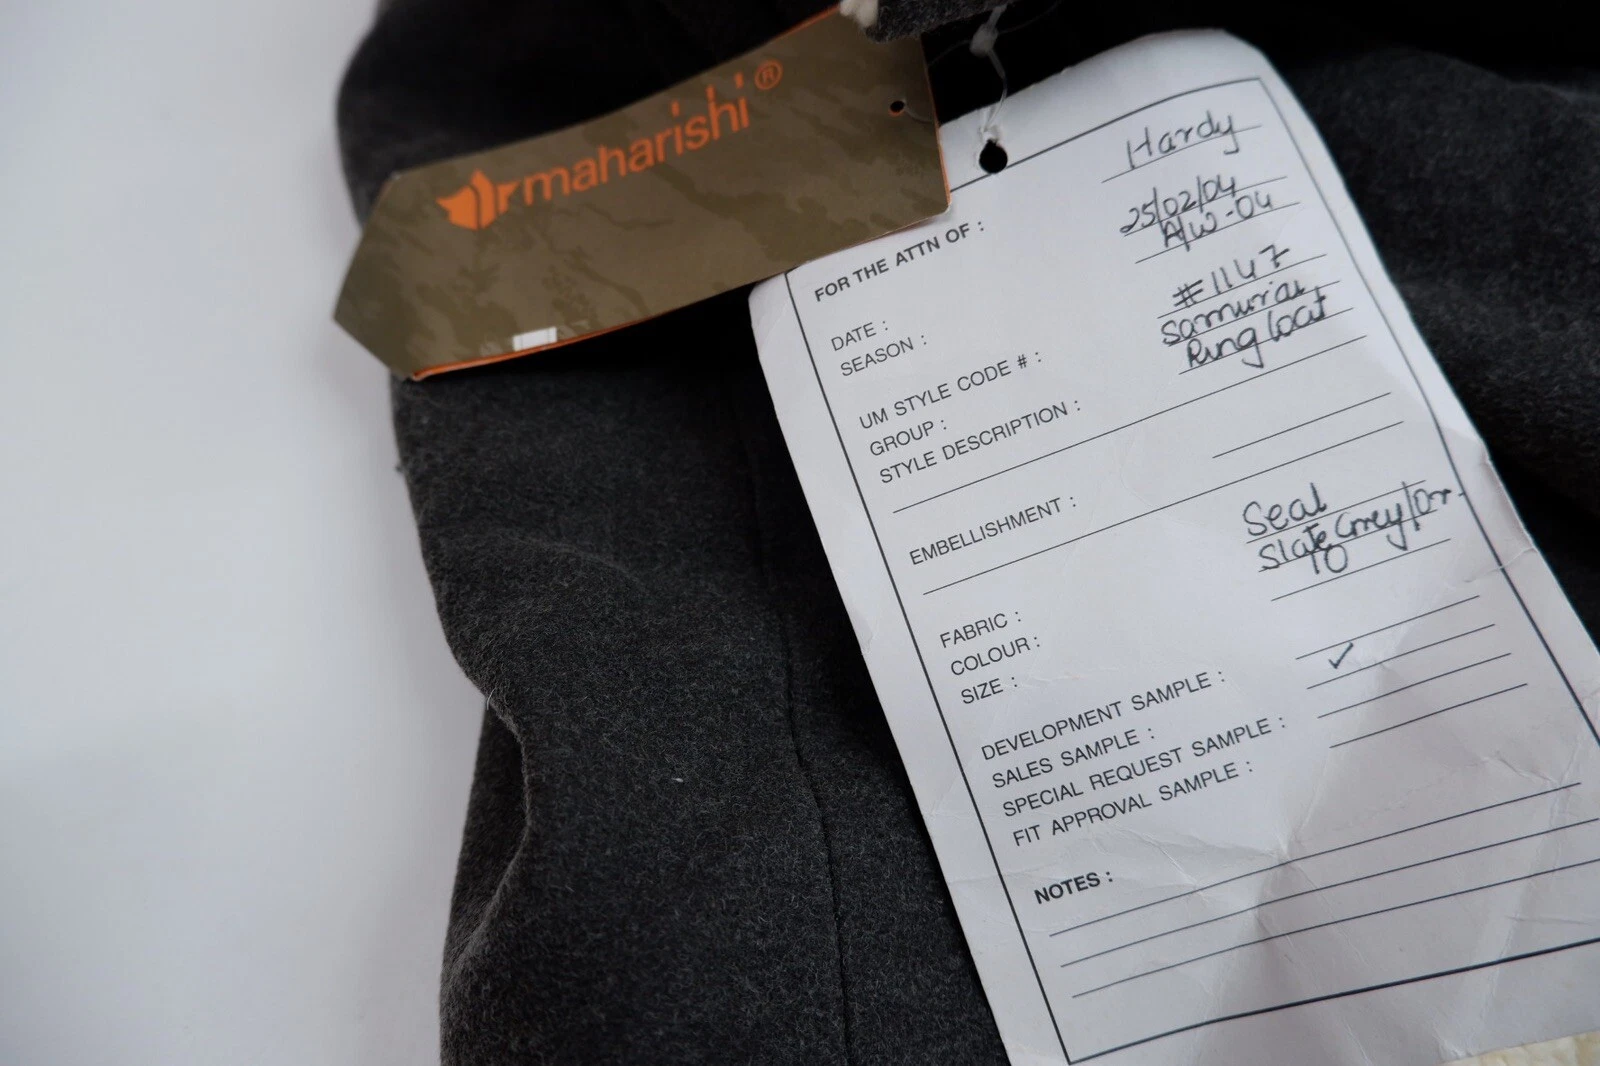 maharishi®
FOR THE ATTN OF : Hardy
DATE : 25/02/04
SEASON : A/W-04
UM STYLE CODE # : #1147
GROUP : Samurai
STYLE DESCRIPTION : Ring Coat
EMBELLISHMENT :
FABRIC : Seal
COLOUR : Slate Grey/Or.
SIZE : 10
DEVELOPMENT SAMPLE :
SALES SAMPLE : ✓
SPECIAL REQUEST SAMPLE :
FIT APPROVAL SAMPLE :
NOTES :